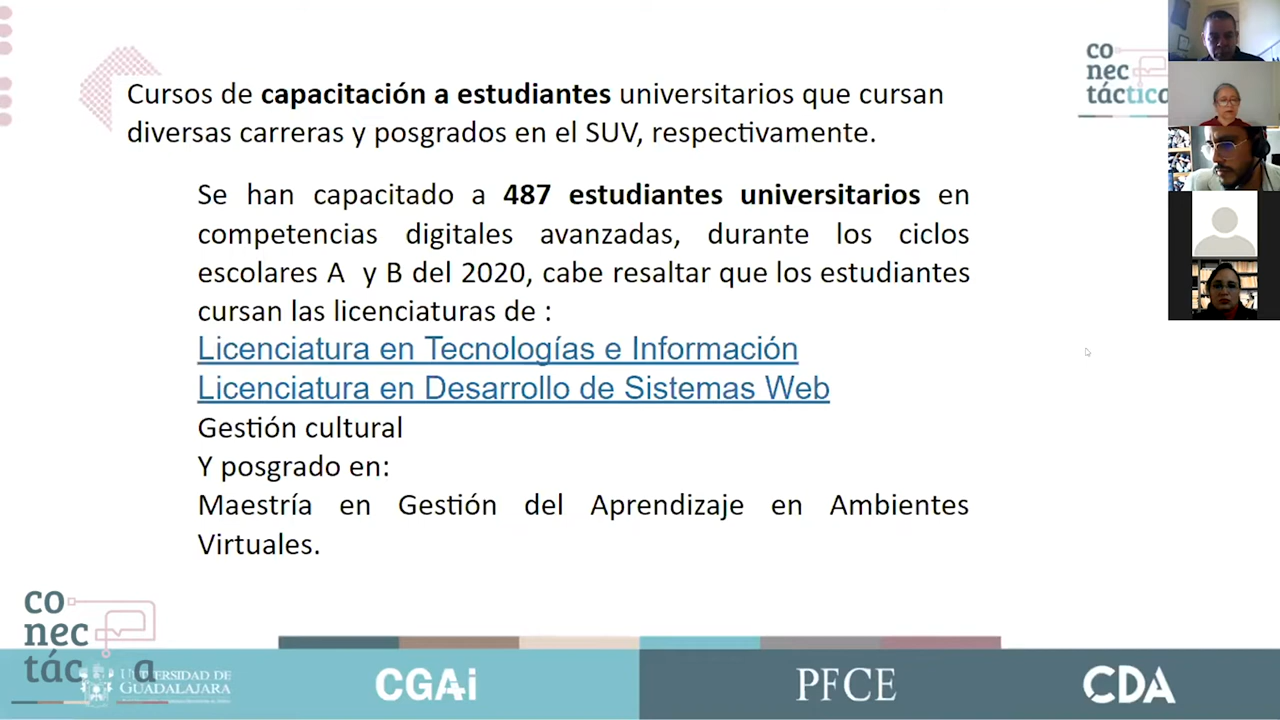 Cursos de capacitación a estudiantes universitarios que cursan
diversas carreras y posgrados en el SUV, respectivamente.
Se han capacitado a 487 estudiantes universitarios en
competencias digitales avanzadas, durante los ciclos
escolares A y B del 2020, cabe resaltar que los estudiantes
cursan las licenciaturas de :
Licenciatura en Tecnologías e Información
Licenciatura en Desarrollo de Sistemas Web
Gestión cultural
Y posgrado en:
Maestría en Gestión del Aprendizaje en Ambientes
Virtuales.
co
nec
táctica
co
nec
tác a
UNIVERSIDAD DE
GUADALAJARA
CGAi
PFCE
CDA